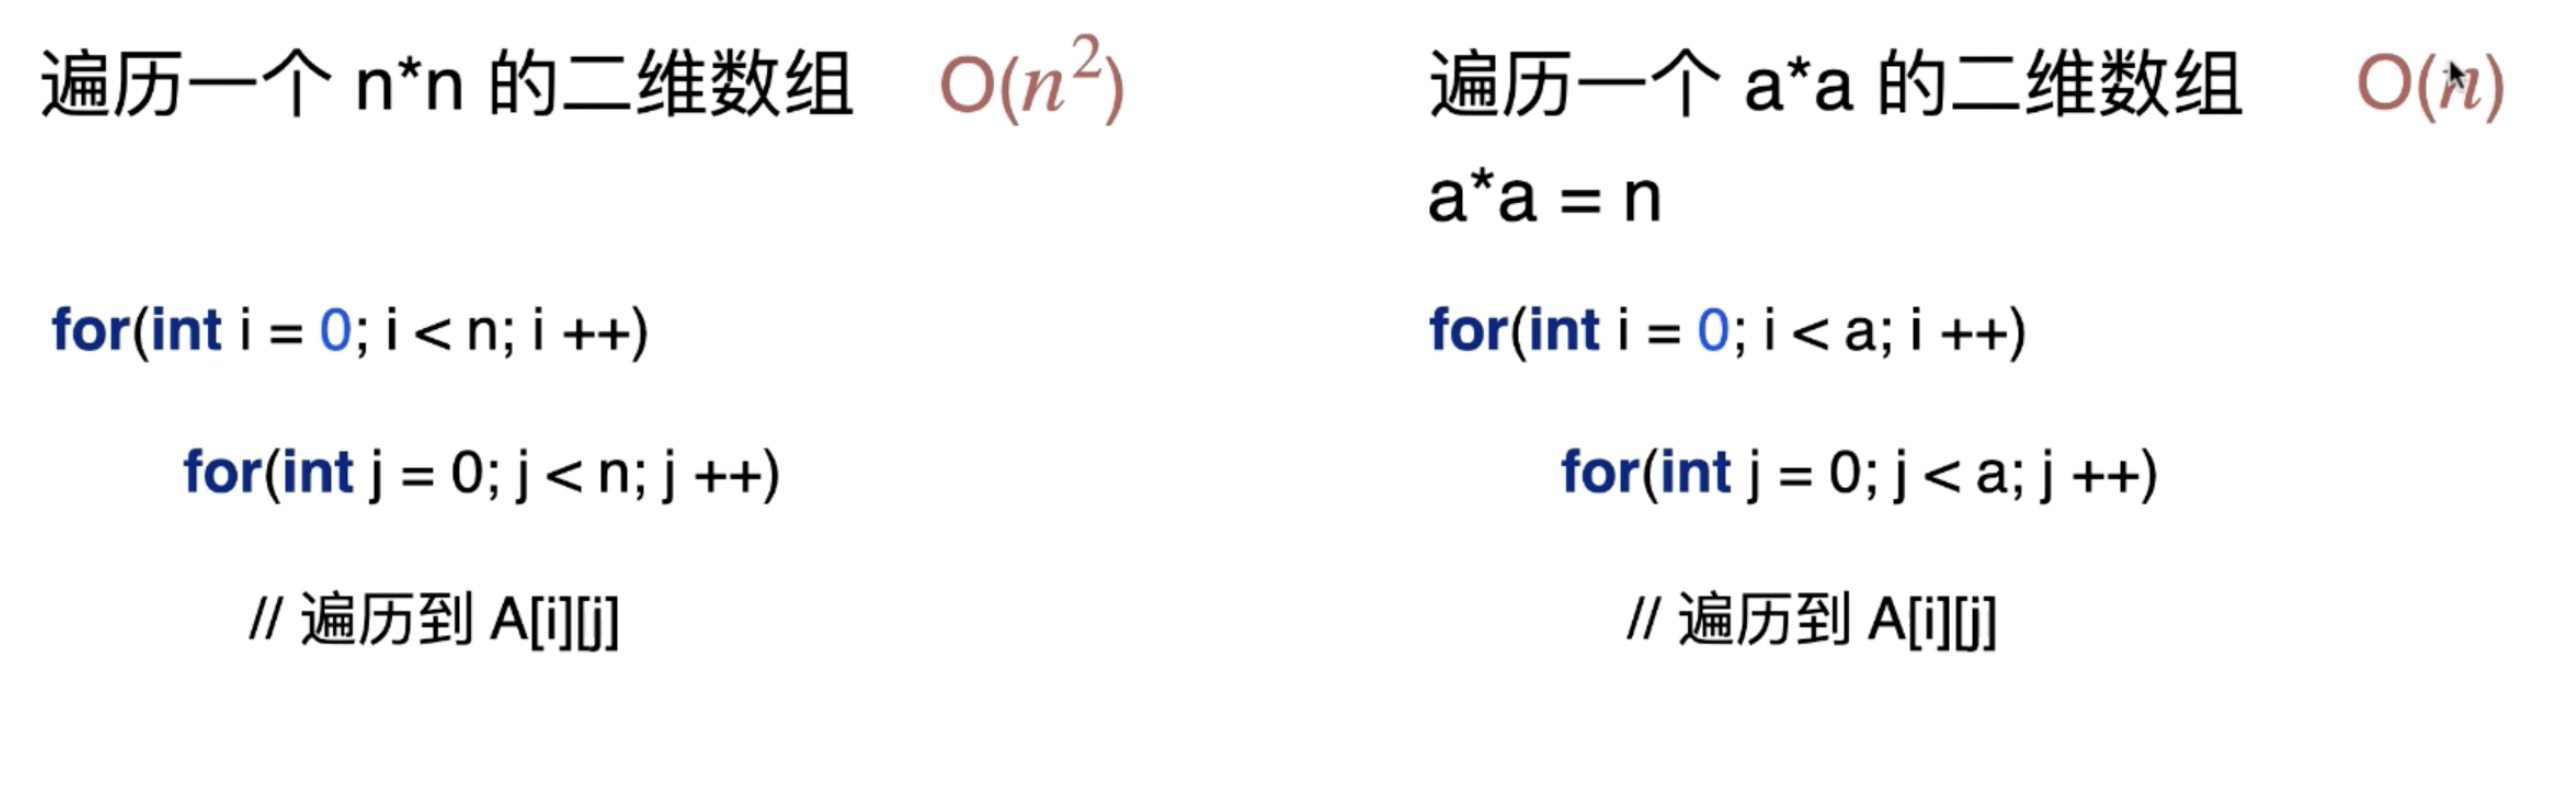 遍历一个 n*n 的二维数组 O(n²)
for(int i = 0; i < n; i ++)
for(int j = 0; j < n; j ++)
// 遍历到 A[i][j]
遍历一个 a*a 的二维数组 O(n)
a*a = n
for(int i = 0; i < a; i ++)
for(int j = 0; j < a; j ++)
// 遍历到 A[i][j]